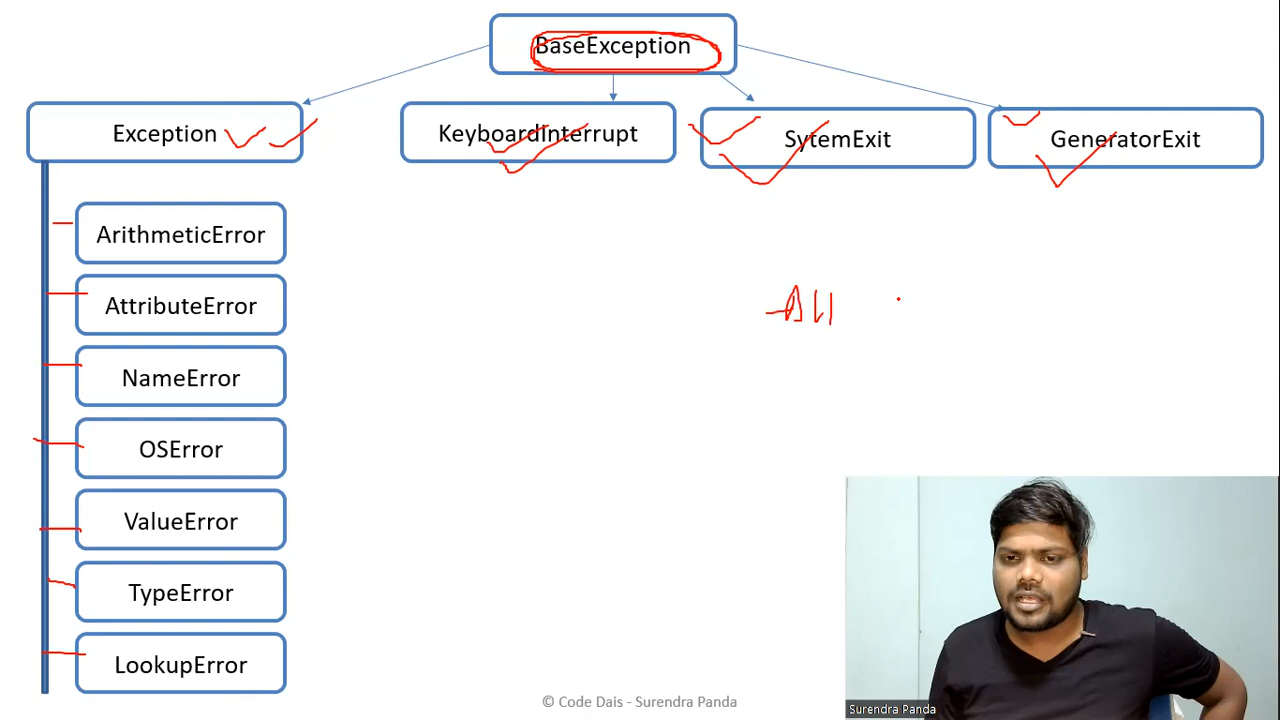 BaseException
Exception
KeyboardInterrupt
SytemExit
GeneratorExit
ArithmeticError
AttributeError
NameError
OSError
ValueError
TypeError
LookupError
All
© Code Dais - Surendra Panda
Surendra Panda